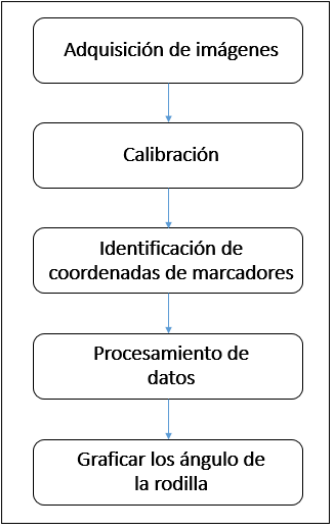 Adquisición de imágenes
Calibración
Identificación de
coordenadas de marcadores
Procesamiento de
datos
Graficar los ángulo de
la rodilla